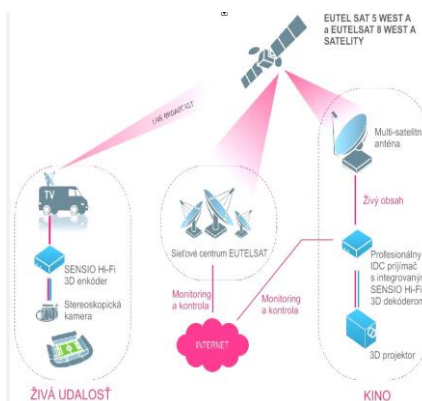 EUTEL SAT 5 WEST A
a EUTELSAT 8 WEST A
SATELITY
LIVE BROADCAST
TV
SENSIO Hi-Fi
3D enkóder
Stereoskopická
kamera
ŽIVÁ UDALOSŤ
Sieťové centrum EUTELSAT
Monitoring
a kontrola
Monitoring
a kontrola
INTERNET
Multi-satelitn
anténa
Živý obsah
Profesionálny
IDC prijímač
s integrovaným
SENSIO Hi-Fi
3D dekóderom
3D projektor
KINO